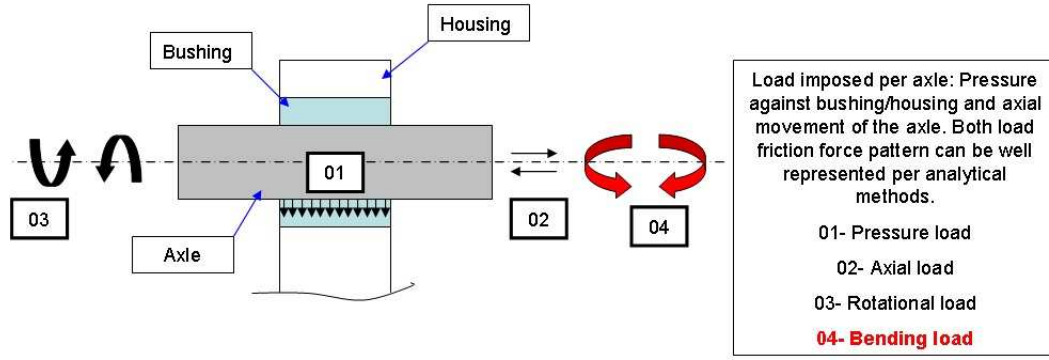 Housing
Bushing
01
03
02
04
Axle
Load imposed per axle: Pressure
against bushing/housing and axial
movement of the axle. Both load
friction force pattern can be well
represented per analytical
methods.
01- Pressure load
02- Axial load
03- Rotational load
04- Bending load